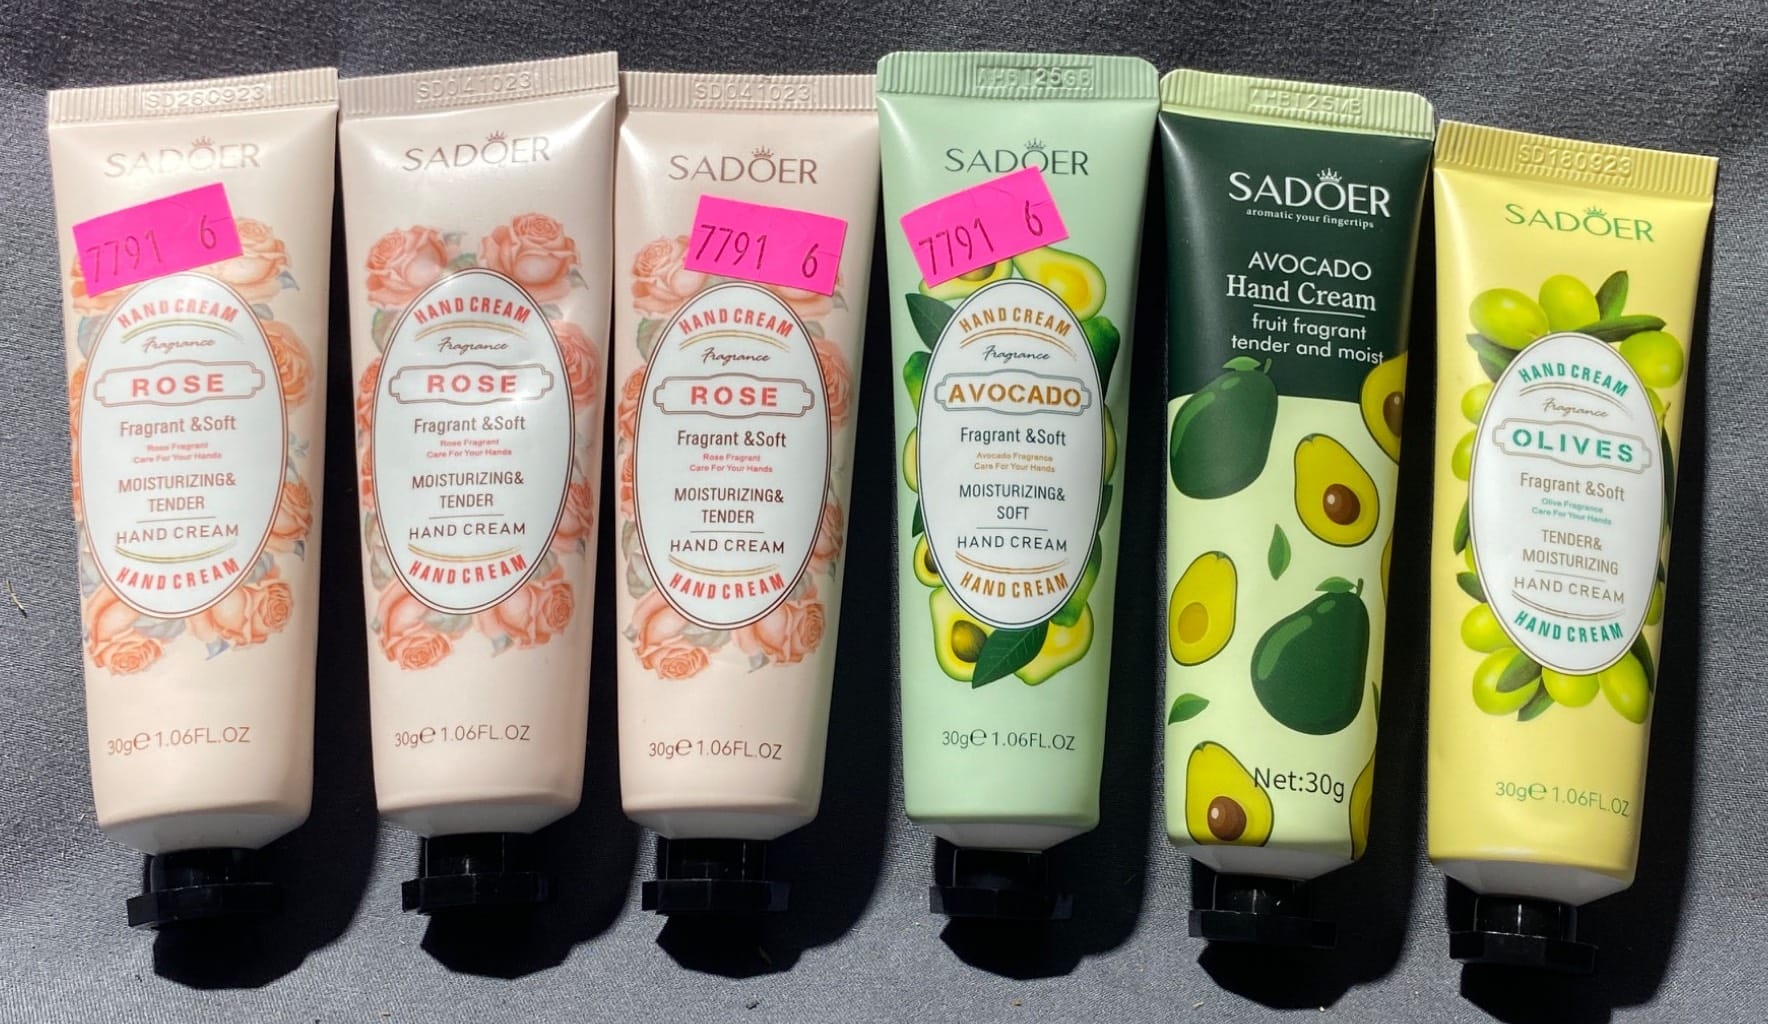 SD280923
SADOER
7791 6
HAND CREAM
Fragrance
ROSE
Fragrant &Soft
Rose Fragrant
Care For Your Hands
MOISTURIZING&
TENDER
HAND CREAM
HAND CREAM
30g℮ 1.06FL.OZ
SD041023
SADOER
HAND CREAM
Fragrance
ROSE
Fragrant &Soft
Rose Fragrant
Care For Your Hands
MOISTURIZING&
TENDER
HAND CREAM
HAND CREAM
30g℮ 1.06FL.OZ
SD041023
SADOER
7791 6
HAND CREAM
Fragrance
ROSE
Fragrant &Soft
Rose Fragrant
Care For Your Hands
MOISTURIZING&
TENDER
HAND CREAM
HAND CREAM
30g℮ 1.06FL.OZ
SADOER
7791 6
HAND CREAM
Fragrance
AVOCADO
Fragrant &Soft
Avocado Fragrance
Care For Your Hands
MOISTURIZING&
SOFT
HAND CREAM
HAND CREAM
30g℮ 1.06FL.OZ
SADOER
aromatic your fingertips
AVOCADO
Hand Cream
fruit fragrant
tender and moist
Net:30g
SD180923
SADOER
HAND CREAM
Fragrance
OLIVES
Fragrant &Soft
Olive Fragrance
Care For Your Hands
TENDER&
MOISTURIZING
HAND CREAM
HAND CREAM
30g℮ 1.06FL.OZ